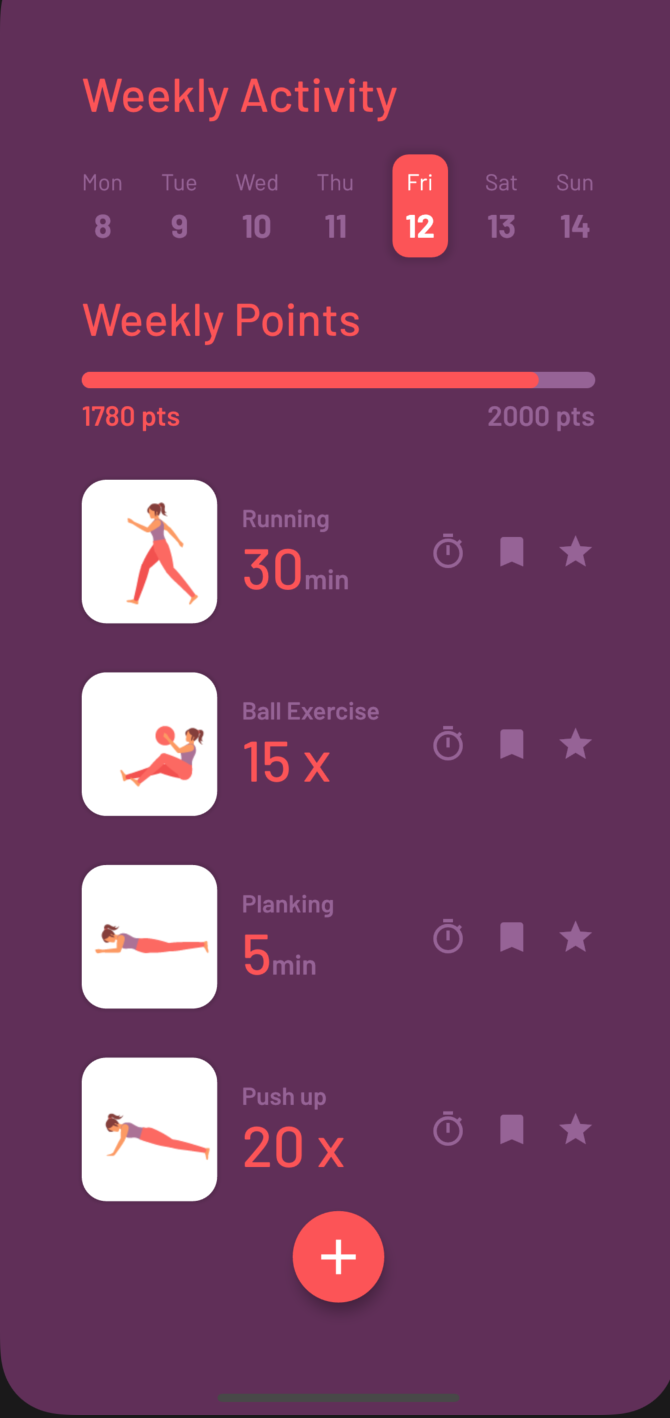 Weekly Activity
Mon Tue Wed Thu Fri Sat Sun
8 9 10 11 12 13 14
Weekly Points
1780 pts 2000 pts
Running
30min
Ball Exercise
15 x
Planking
5min
Push up
20 x
+